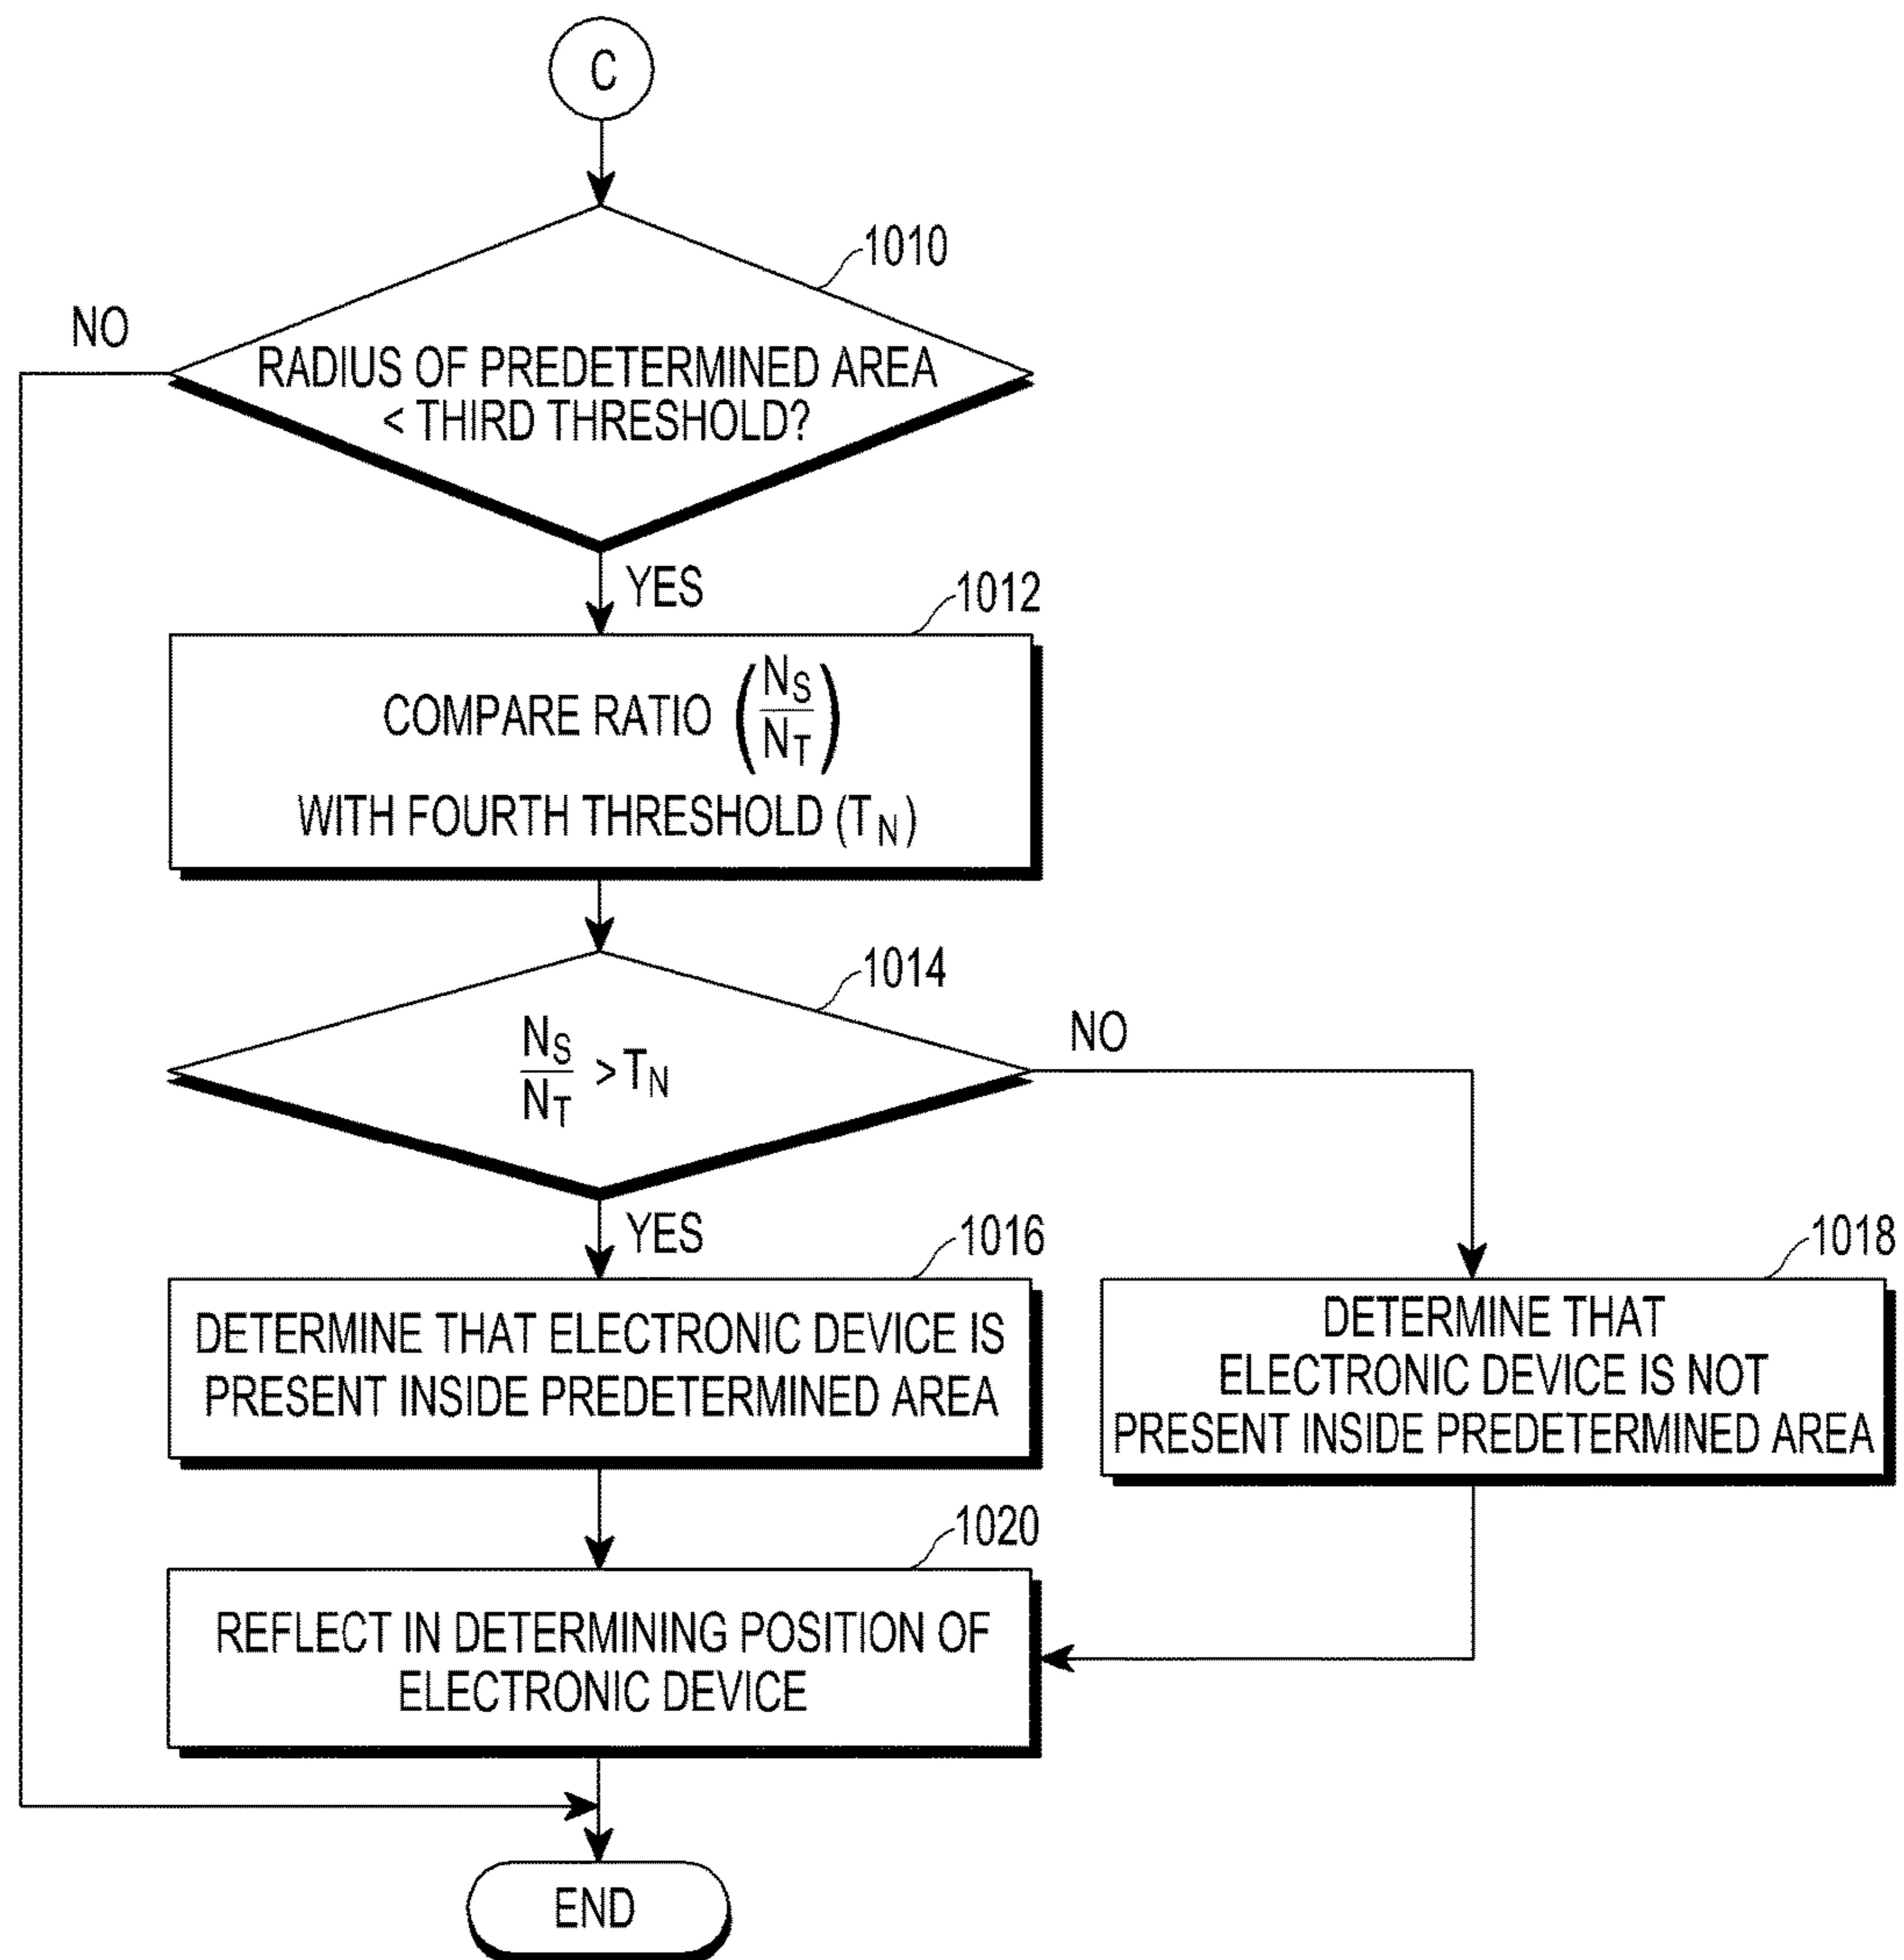 C
1010
NO
RADIUS OF PREDETERMINED AREA
< THIRD THRESHOLD?
YES
1012
COMPARE RATIO (N_S/N_T)
WITH FOURTH THRESHOLD (T_N)
1014
N_S/N_T > T_N
NO
YES
1016
DETERMINE THAT ELECTRONIC DEVICE IS
PRESENT INSIDE PREDETERMINED AREA
1018
DETERMINE THAT
ELECTRONIC DEVICE IS NOT
PRESENT INSIDE PREDETERMINED AREA
1020
REFLECT IN DETERMINING POSITION OF
ELECTRONIC DEVICE
END